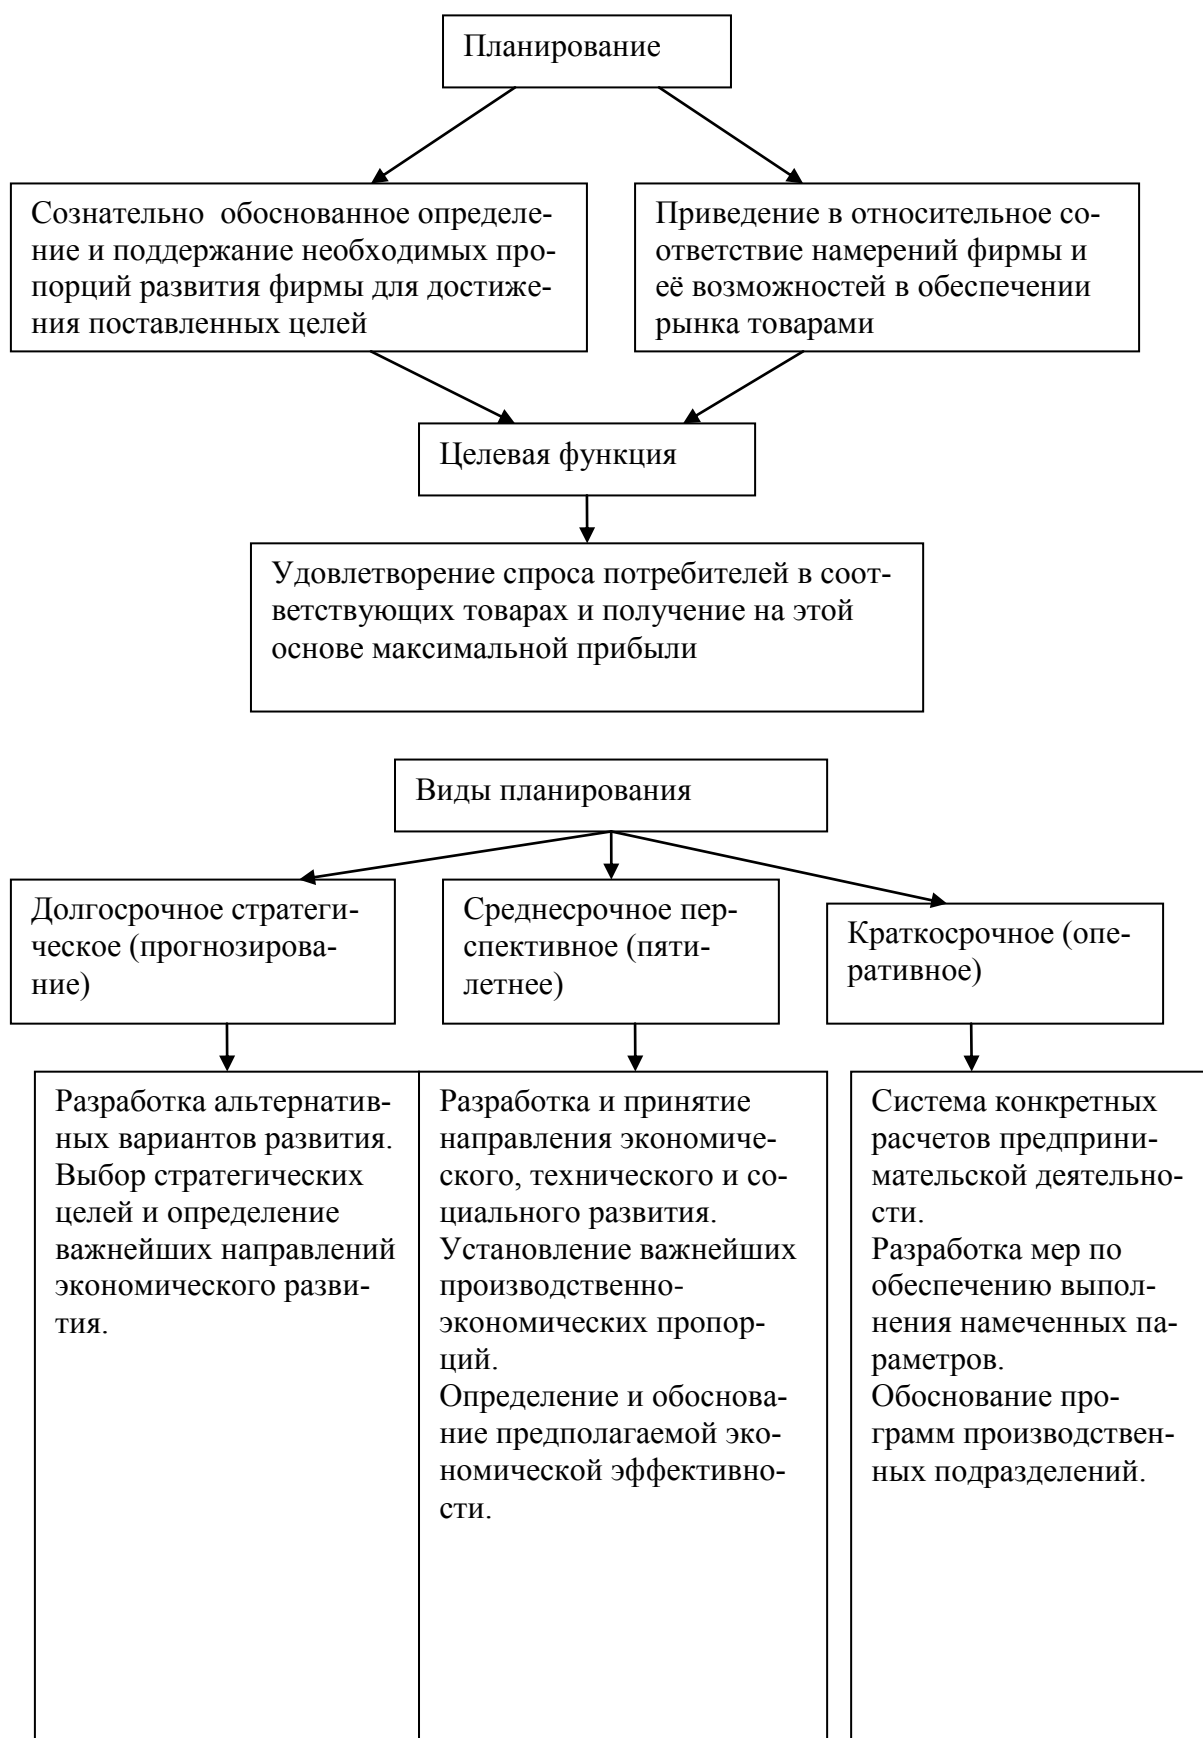 Планирование
Сознательно обоснованное определе-
ние и поддержание необходимых про-
порций развития фирмы для достиже-
ния поставленных целей
Приведение в относительное со-
ответствие намерений фирмы и
её возможностей в обеспечении
рынка товарами
Целевая функция
Удовлетворение спроса потребителей в соот-
ветствующих товарах и получение на этой
основе максимальной прибыли
Виды планирования
Долгосрочное стратеги-
ческое (прогнозирова-
ние)
Среднесрочное пер-
спективное (пяти-
летнее)
Краткосрочное (опе-
ративное)
Разработка альтернатив-
ных вариантов развития.
Выбор стратегических
целей и определение
важнейших направлений
экономического разви-
тия.
Разработка и принятие
направления экономиче-
ского, технического и со-
циального развития.
Установление важнейших
производственно-
экономических пропор-
ций.
Определение и обоснова-
ние предполагаемой эко-
номической эффективно-
сти.
Система конкретных
расчетов предприни-
мательской деятельно-
сти.
Разработка мер по
обеспечению выпол-
нения намеченных па-
раметров.
Обоснование про-
грамм производствен-
ных подразделений.